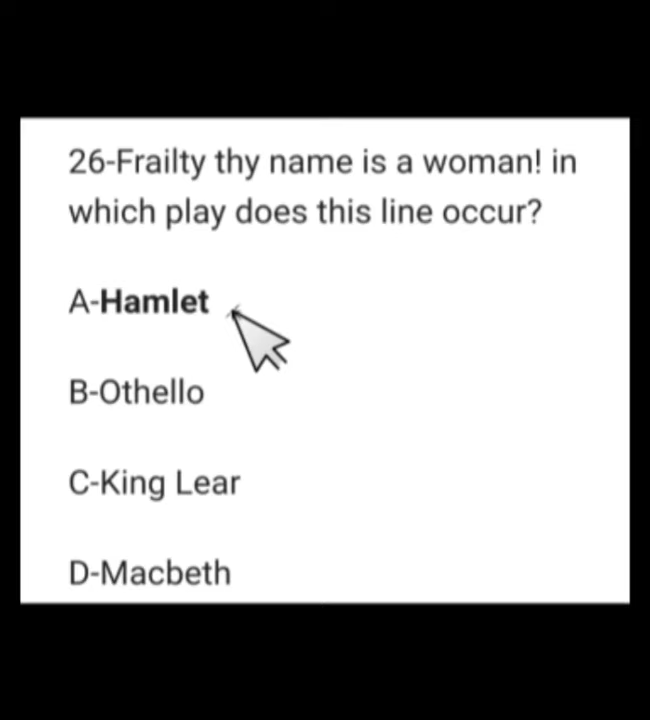 26-Frailty thy name is a woman! in
which play does this line occur?
A-Hamlet
B-Othello
C-King Lear
D-Macbeth